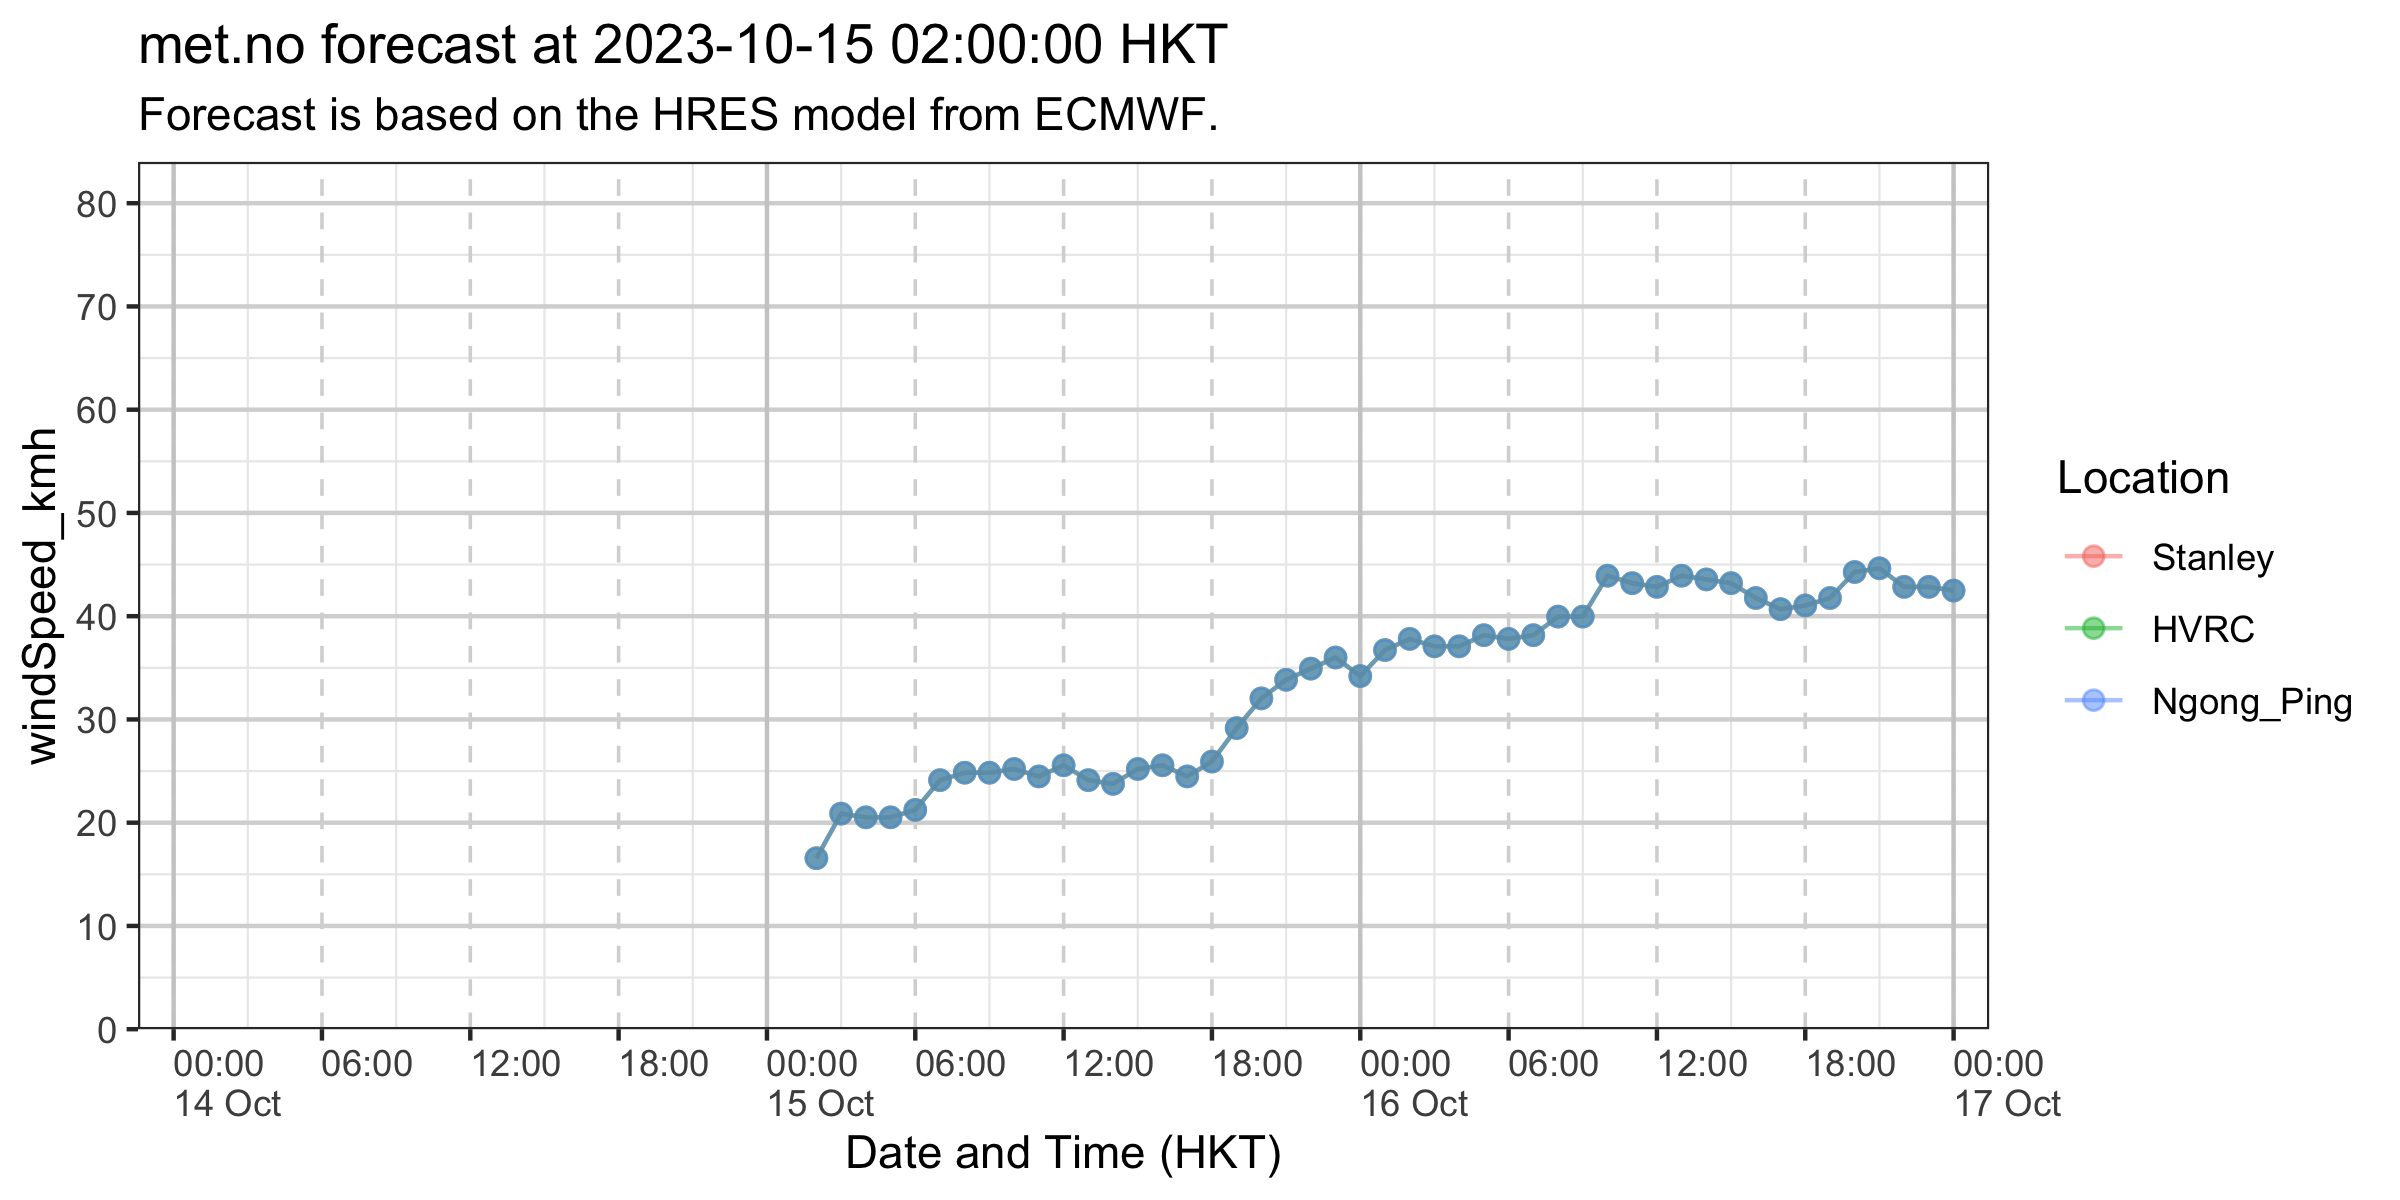 met.no forecast at 2023-10-15 02:00:00 HKT
Forecast is based on the HRES model from ECMWF.
windSpeed_kmh
80
70
60
50
40
30
20
10
0
00:00 06:00 12:00 18:00 00:00 06:00 12:00 18:00 00:00 06:00 12:00 18:00 00:00
14 Oct 15 Oct 16 Oct 17 Oct
Date and Time (HKT)
Location
Stanley
HVRC
Ngong_Ping